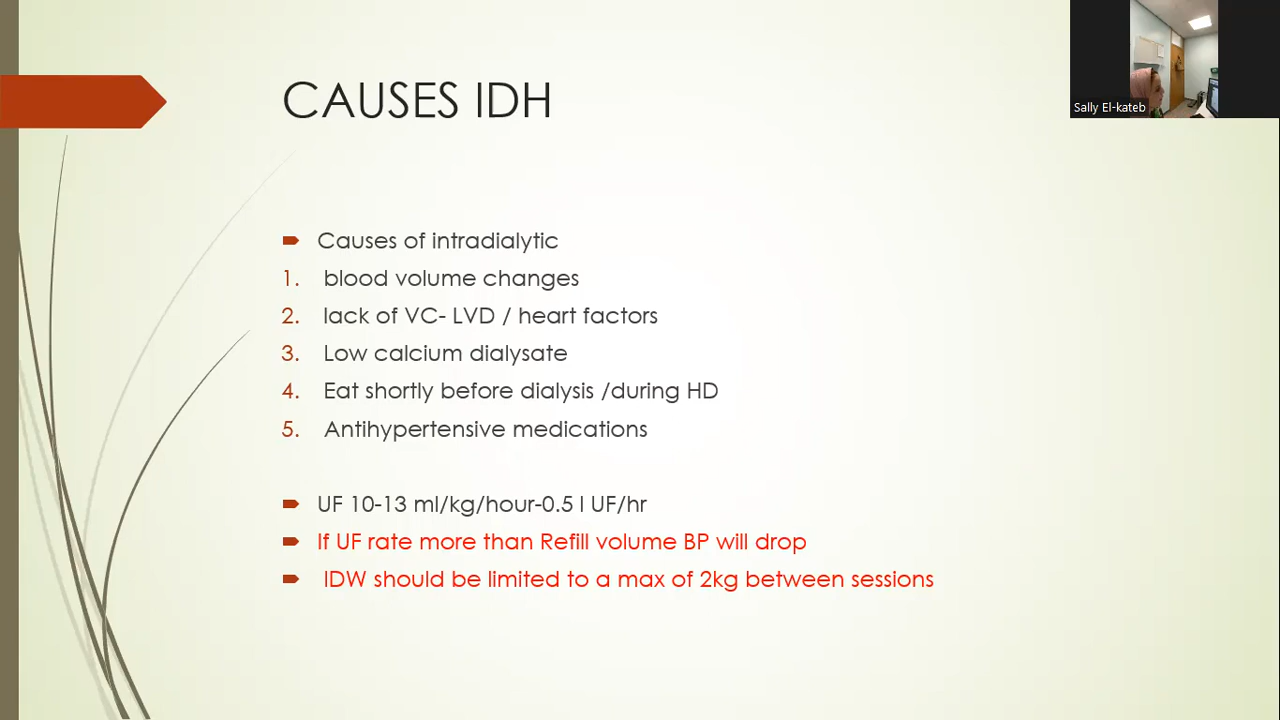 CAUSES IDH
Sally El-kateb
Causes of intradialytic
1. blood volume changes
2. lack of VC- LVD / heart factors
3. Low calcium dialysate
4. Eat shortly before dialysis /during HD
5. Antihypertensive medications
UF 10-13 ml/kg/hour-0.5 l UF/hr
If UF rate more than Refill volume BP will drop
IDW should be limited to a max of 2kg between sessions